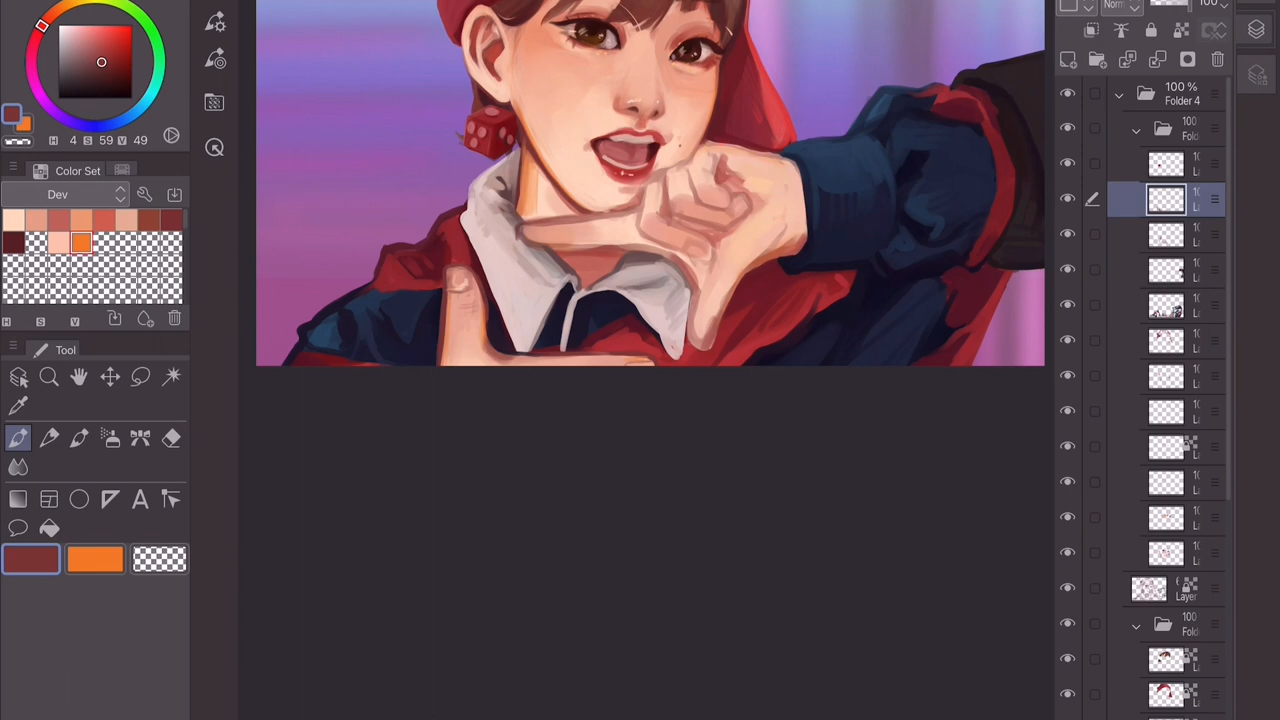 Norm
100
H 4 S 59 V 49
Color Set
Dev
H S V
Tool
100 %
Folder 4
100
Fold
Layer
100
Fold